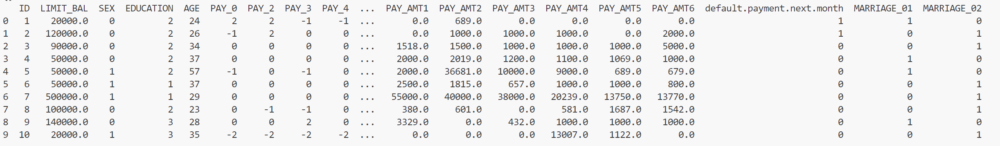 ID LIMIT_BAL SEX EDUCATION AGE PAY_0 PAY_2 PAY_3 PAY_4 ... PAY_AMT1 PAY_AMT2 PAY_AMT3 PAY_AMT4 PAY_AMT5 PAY_AMT6 default.payment.next.month MARRIAGE_01 MARRIAGE_02
0 1 20000.0 0 2 24 2 2 -1 -1 ... 0.0 689.0 0.0 0.0 0.0 0.0 1 1 0
1 2 120000.0 0 2 26 -1 2 0 0 ... 0.0 1000.0 1000.0 1000.0 0.0 2000.0 1 0 1
2 3 90000.0 0 2 34 0 0 0 0 ... 1518.0 1500.0 1000.0 1000.0 1000.0 5000.0 0 0 1
3 4 50000.0 0 2 37 0 0 0 0 ... 2000.0 2019.0 1200.0 1100.0 1069.0 1000.0 0 1 0
4 5 50000.0 1 2 57 -1 0 -1 0 ... 2000.0 36681.0 10000.0 9000.0 689.0 679.0 0 1 0
5 6 50000.0 1 1 37 0 0 0 0 ... 2500.0 1815.0 657.0 1000.0 1000.0 800.0 0 0 1
6 7 500000.0 1 1 29 0 0 0 0 ... 55000.0 40000.0 38000.0 20239.0 13750.0 13770.0 0 0 1
7 8 100000.0 0 2 23 0 -1 -1 0 ... 380.0 601.0 0.0 581.0 1687.0 1542.0 0 0 1
8 9 140000.0 0 3 28 0 0 2 0 ... 3329.0 0.0 432.0 1000.0 1000.0 1000.0 0 1 0
9 10 20000.0 1 3 35 -2 -2 -2 -2 ... 0.0 0.0 0.0 13007.0 1122.0 0.0 0 0 1